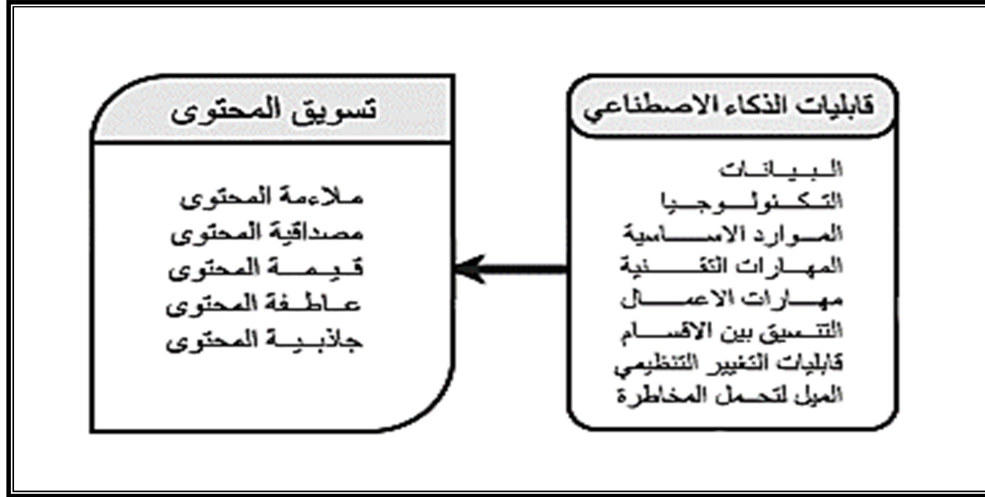 قابليات الذكاء الاصطناعي
البيانات
التكنولوجيا
الموارد الاساسية
المهارات التقنية
مهارات الاعمال
التنسيق بين الاقسام
قابليات التغيير التنظيمي
الميل لتحمل المخاطرة
تسويق المحتوى
ملاءمة المحتوى
مصداقية المحتوى
قيمة المحتوى
عاطفة المحتوى
جاذبية المحتوى